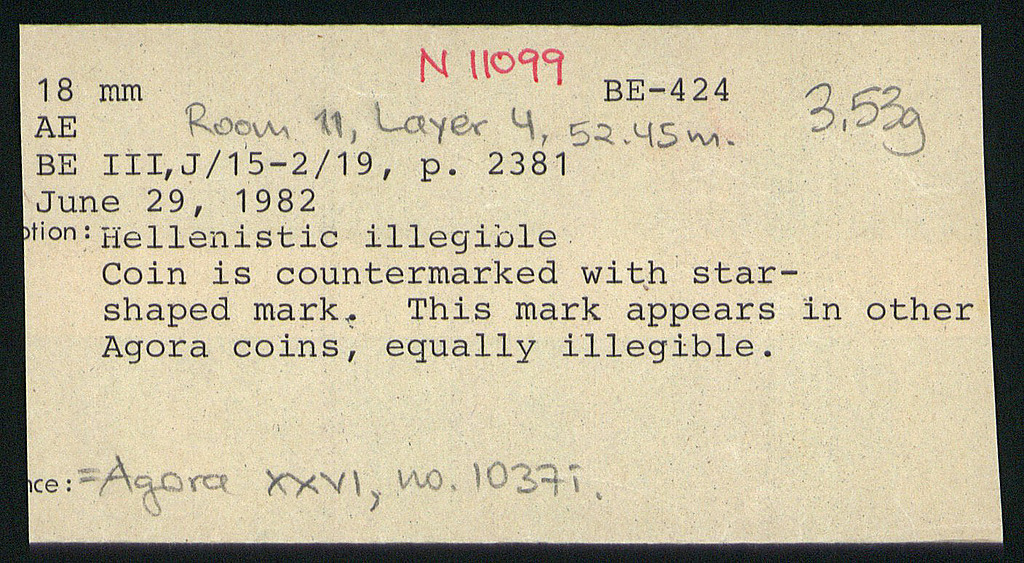 N 11099
18 mm BE-424 3,53g
AE Room 11, Layer 4, 52.45m.
BE III,J/15-2/19, p. 2381
June 29, 1982
otion: Hellenistic illegible
Coin is countermarked with star-
shaped mark. This mark appears in other
Agora coins, equally illegible.
nce: =Agora XXVI, no. 1037i.